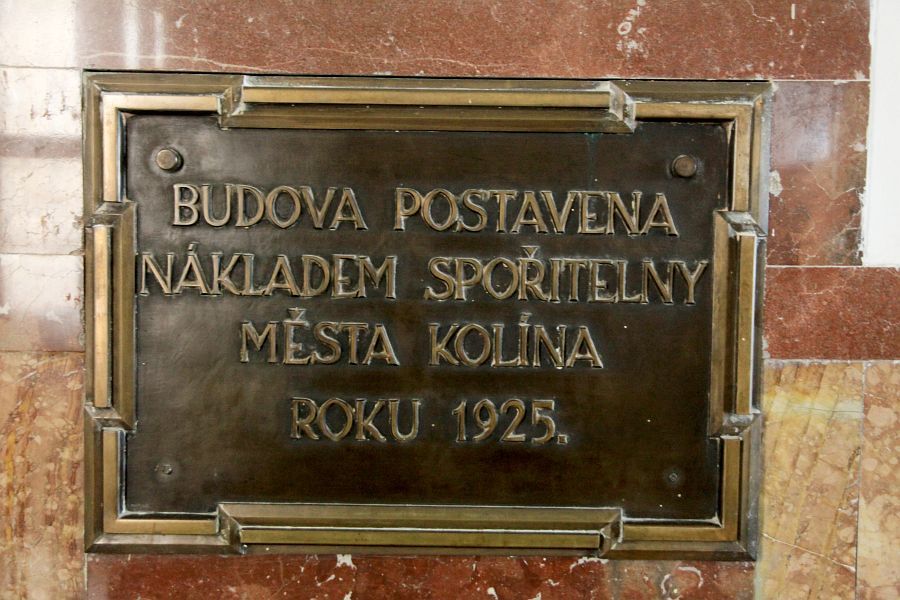 BUDOVA POSTAVENA
NÁKLADEM SPOŘITELNY
MĚSTA KOLÍNA
ROKU 1925.